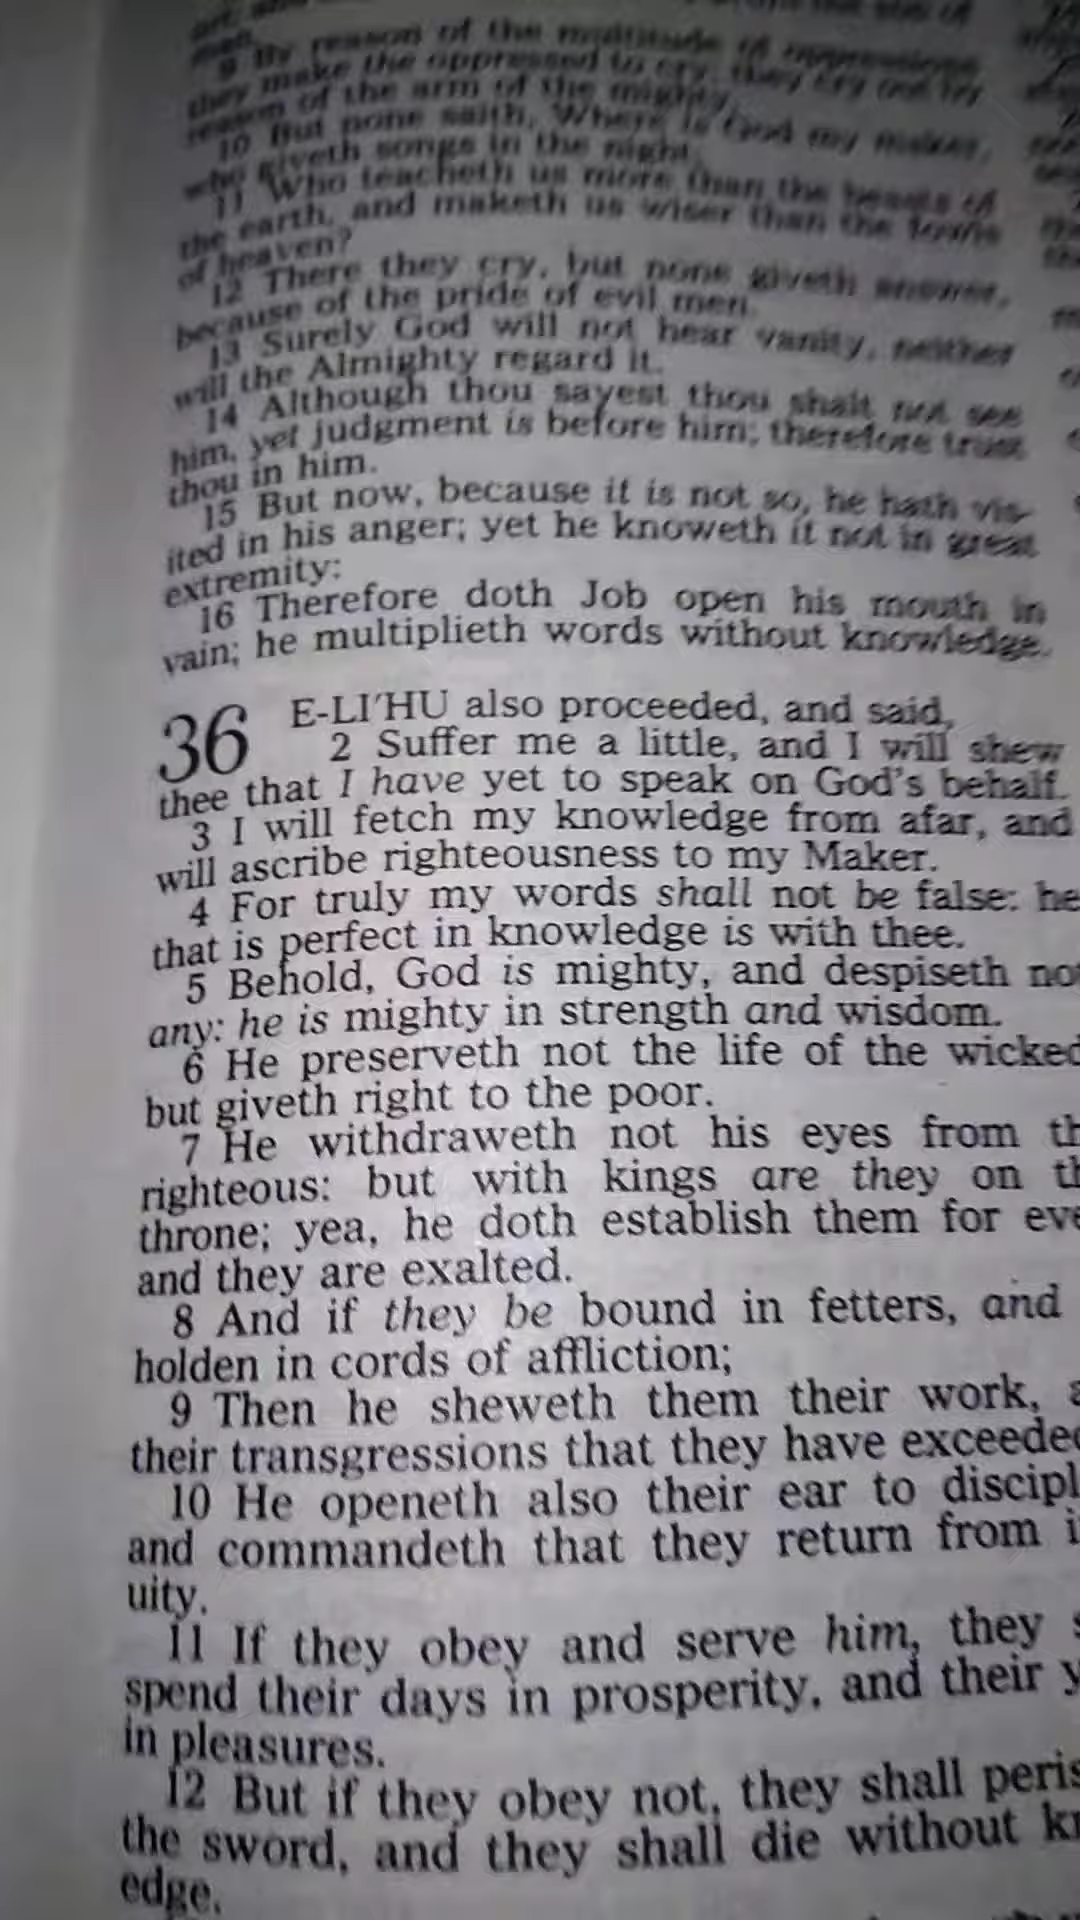 9 By reason of the multitude of oppressions
they make the oppressed to cry: they cry out by
reason of the arm of the mighty.
10 But none saith, Where is God my maker,
who giveth songs in the night;
11 Who teacheth us more than the beasts of
the earth, and maketh us wiser than the fowls
of heaven?
12 There they cry, but none giveth answer,
because of the pride of evil men.
13 Surely God will not hear vanity, neither
will the Almighty regard it.
14 Although thou sayest thou shalt not see
him, yet judgment is before him; therefore trust
thou in him.
15 But now, because it is not so, he hath vis-
ited in his anger; yet he knoweth it not in great
extremity:
16 Therefore doth Job open his mouth in
vain; he multiplieth words without knowledge.
36 E-LI'HU also proceeded, and said,
2 Suffer me a little, and I will shew
thee that I have yet to speak on God's behalf.
3 I will fetch my knowledge from afar, and
will ascribe righteousness to my Maker.
4 For truly my words shall not be false: he
that is perfect in knowledge is with thee.
5 Behold, God is mighty, and despiseth not
any: he is mighty in strength and wisdom.
6 He preserveth not the life of the wicked
but giveth right to the poor.
7 He withdraweth not his eyes from th
righteous: but with kings are they on th
throne; yea, he doth establish them for eve
and they are exalted.
8 And if they be bound in fetters, and
holden in cords of affliction;
9 Then he sheweth them their work, a
their transgressions that they have exceeded
10 He openeth also their ear to discipl
and commandeth that they return from i
uity.
11 If they obey and serve him, they s
spend their days in prosperity, and their y
in pleasures.
12 But if they obey not, they shall peris
the sword, and they shall die without kn
edge.